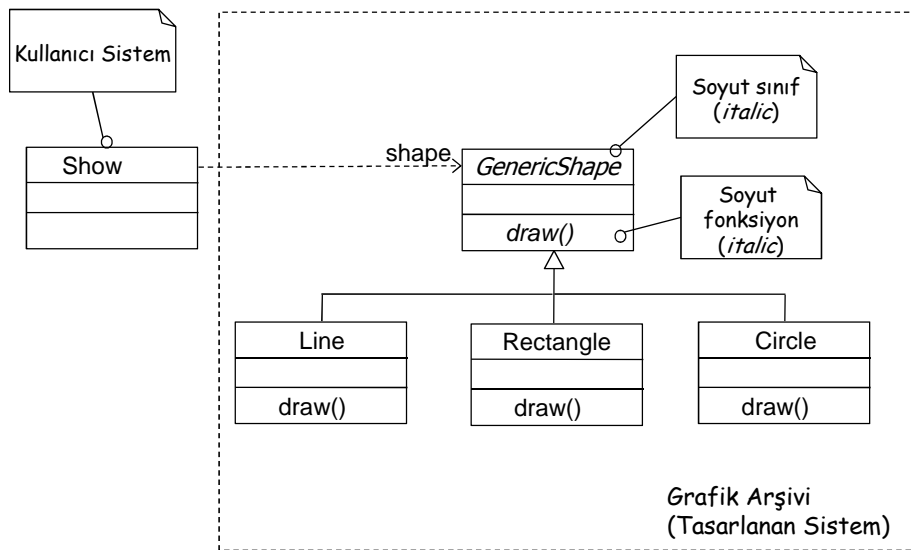 Kullanıcı Sistem
Show
shape
Soyut sınıf
(italic)
GenericShape
draw()
Soyut
fonksiyon
(italic)
Line
draw()
Rectangle
draw()
Circle
draw()
Grafik Arşivi
(Tasarlanan Sistem)